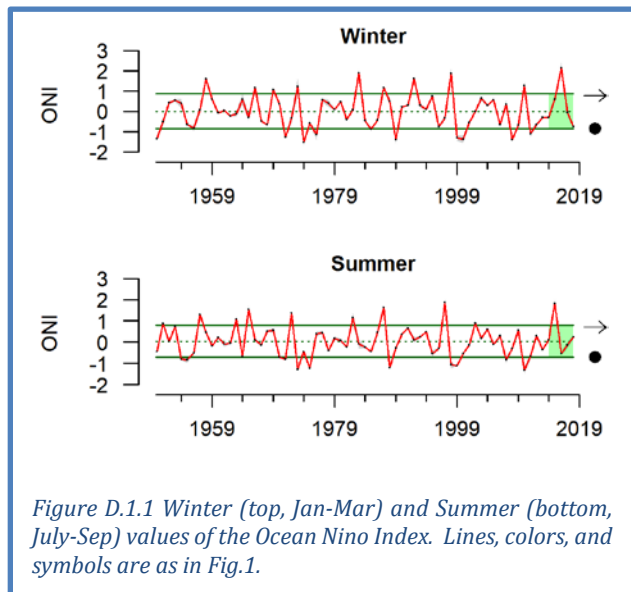 Winter
ONI
3
2
1
0
-1
-2
1959 1979 1999 2019
Summer
ONI
3
2
1
0
-1
-2
1959 1979 1999 2019
Figure D.1.1 Winter (top, Jan-Mar) and Summer (bottom,
July-Sep) values of the Ocean Nino Index. Lines, colors, and
symbols are as in Fig.1.